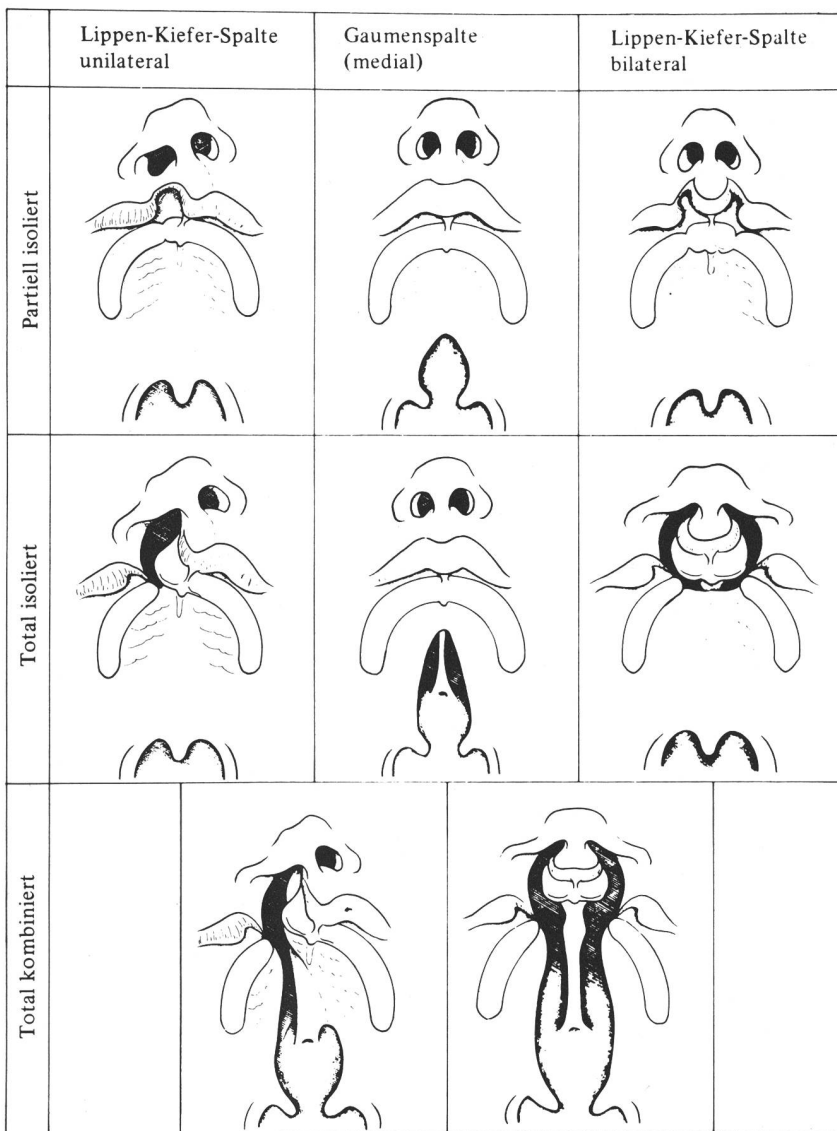 Lippen-Kiefer-Spalte
unilateral
Gaumenspalte
(medial)
Lippen-Kiefer-Spalte
bilateral
Partiell isoliert
Total isoliert
Total kombiniert